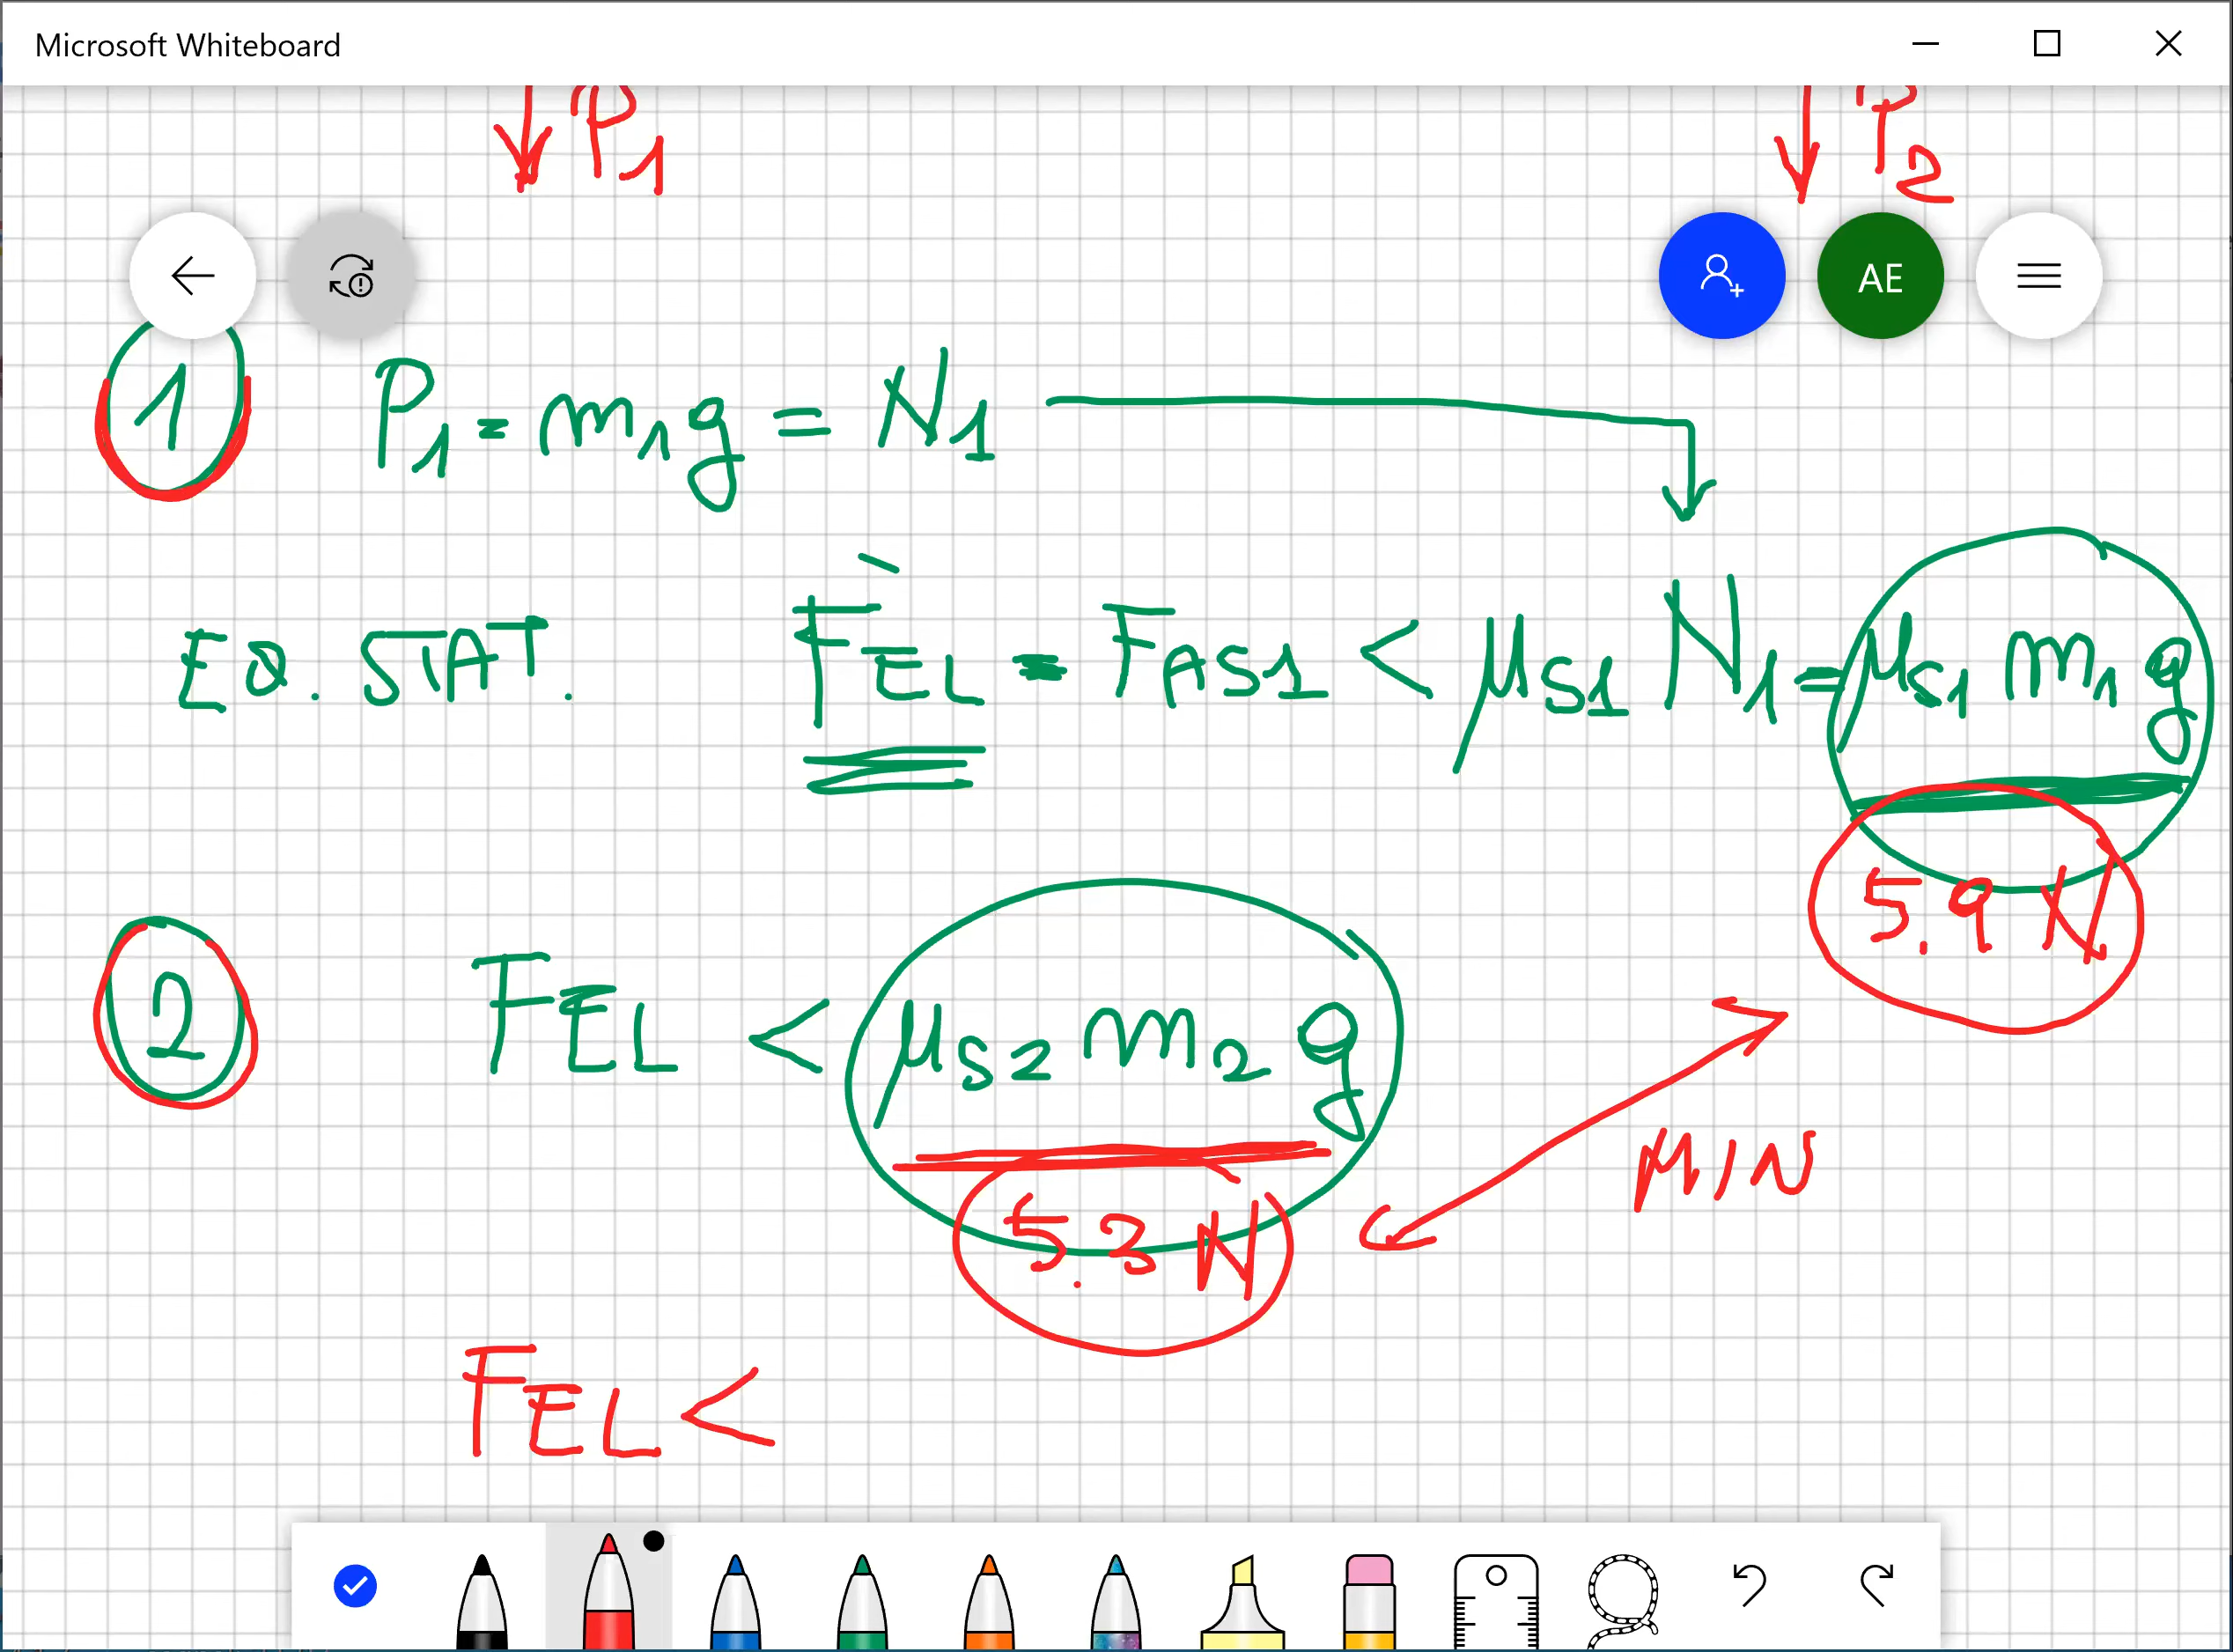 Microsoft Whiteboard
P1
P2
AE
1 P1 = m1g = N1
EQ. STAT. FEL = FAS1 < μS1 N1 = μS1 m1 g
5.9 N
2 FEL < μS2 m2 g
MIN
5.3 N
FEL <